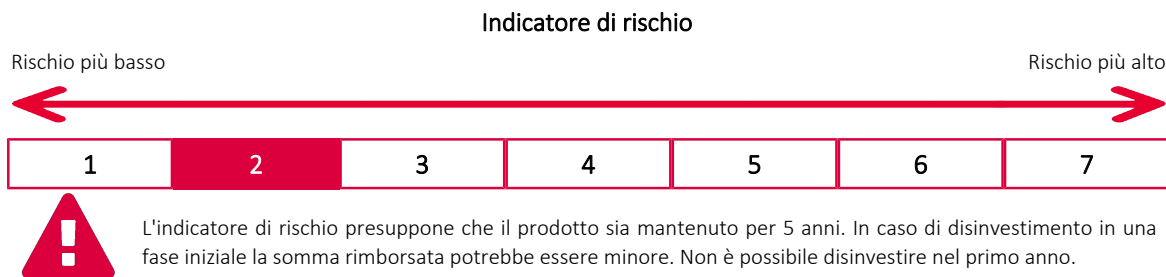 Indicatore di rischio
Rischio più basso Rischio più alto
1 2 3 4 5 6 7
L'indicatore di rischio presuppone che il prodotto sia mantenuto per 5 anni. In caso di disinvestimento in una
fase iniziale la somma rimborsata potrebbe essere minore. Non è possibile disinvestire nel primo anno.